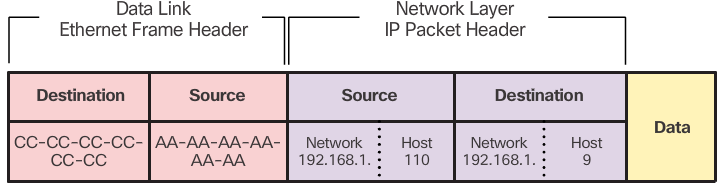 Data Link
Ethernet Frame Header
Network Layer
IP Packet Header
Destination
Source
Source
Destination
Data
CC-CC-CC-CC-
CC-CC
AA-AA-AA-AA-
AA-AA
Network
192.168.1.
Host
110
Network
192.168.1.
Host
9